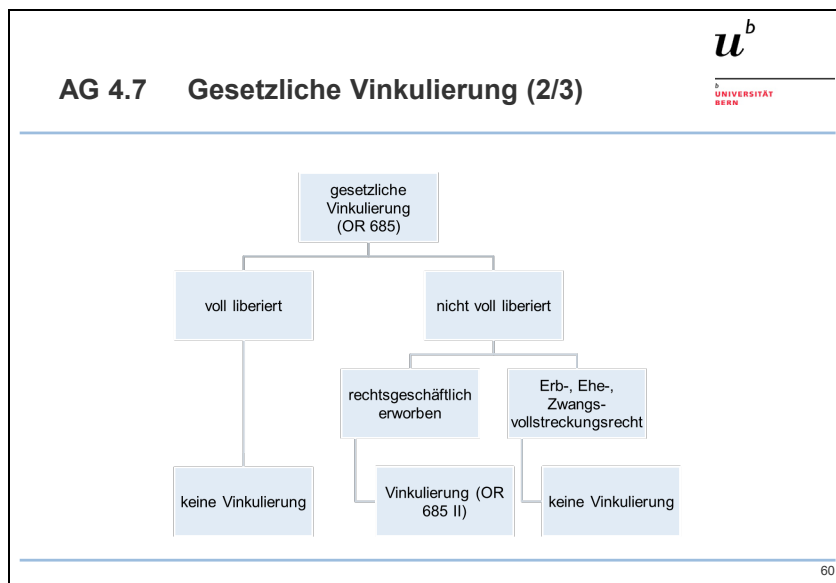 u^b
b
UNIVERSITÄT
BERN
AG 4.7 Gesetzliche Vinkulierung (2/3)
gesetzliche
Vinkulierung
(OR 685)
voll liberiert
nicht voll liberiert
rechtsgeschäftlich
erworben
Erb-, Ehe-,
Zwangs-
vollstreckungsrecht
keine Vinkulierung
Vinkulierung (OR
685 II)
keine Vinkulierung
60